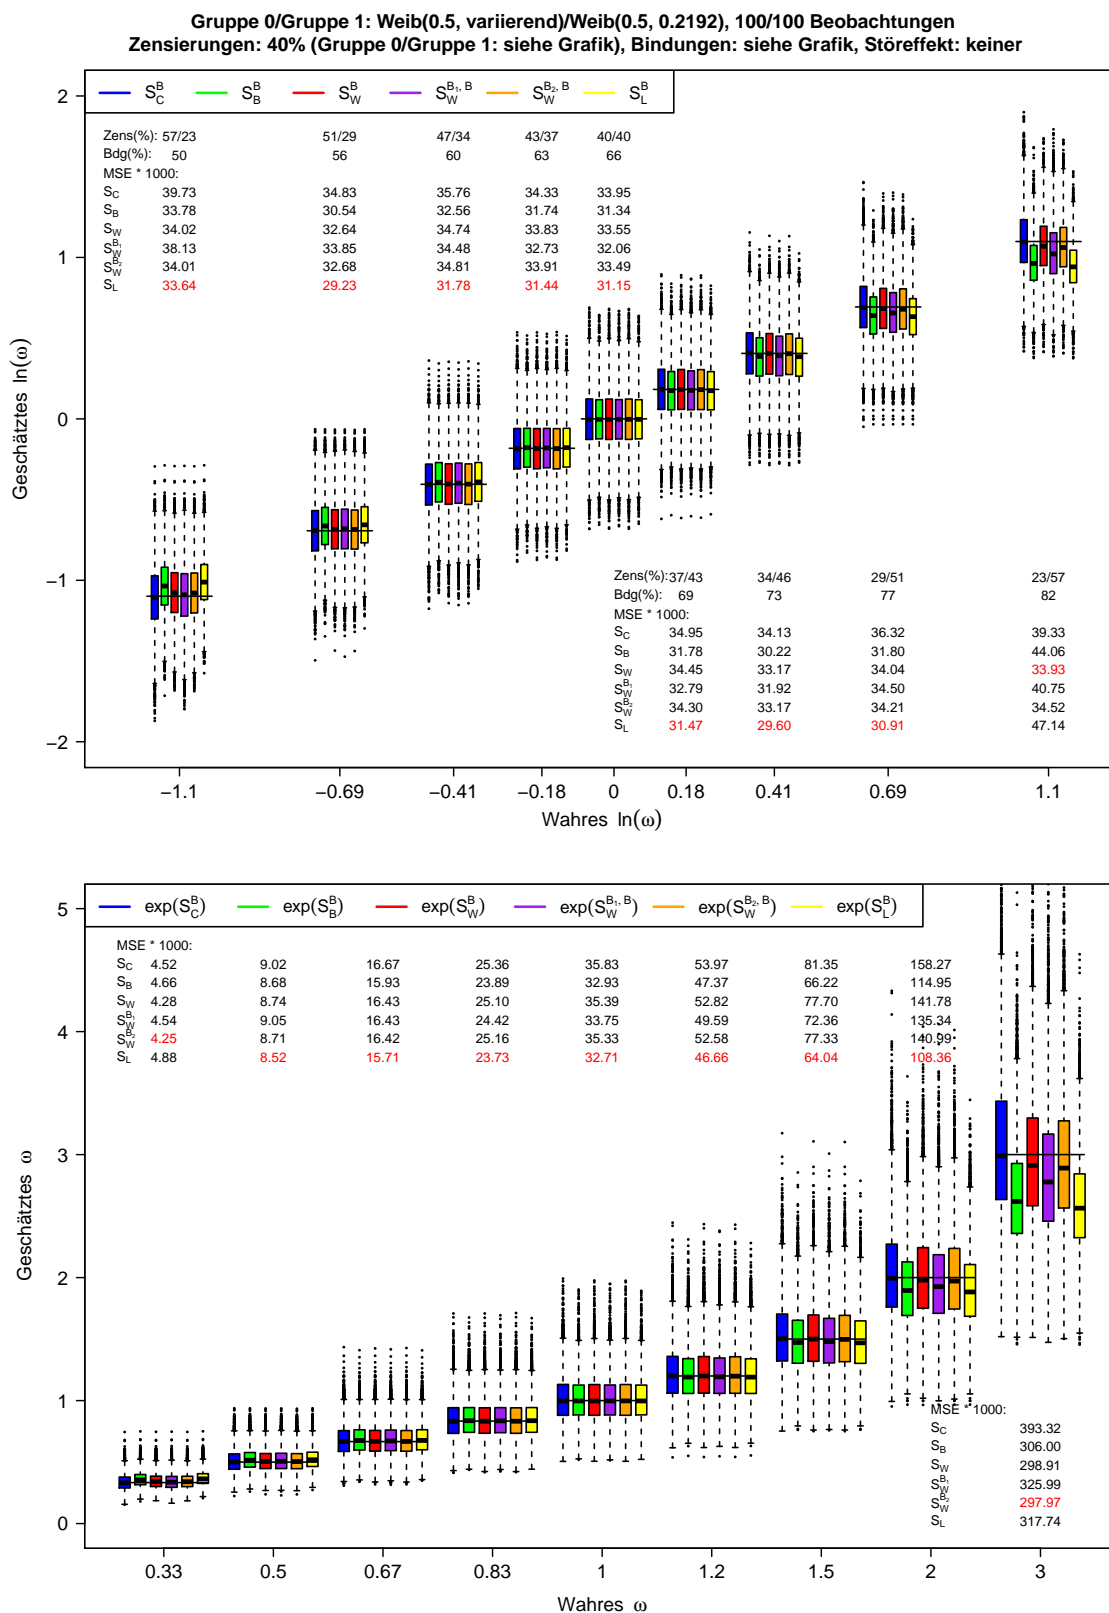 Gruppe 0/Gruppe 1: Weib(0.5, variierend)/Weib(0.5, 0.2192), 100/100 Beobachtungen
Zensierungen: 40% (Gruppe 0/Gruppe 1: siehe Grafik), Bindungen: siehe Grafik, Störeffekt: keiner
S_C^B S_B^B S_W^B S_W^{B₁, B} S_W^{B₂, B} S_L^B
Zens(%): 57/23 51/29 47/34 43/37 40/40
Bdg(%): 50 56 60 63 66
MSE * 1000:
S_C 39.73 34.83 35.76 34.33 33.95
S_B 33.78 30.54 32.56 31.74 31.34
S_W 34.02 32.64 34.74 33.83 33.55
S_W^{B₁} 38.13 33.85 34.48 32.73 32.06
S_W^{B₂} 34.01 32.68 34.81 33.91 33.49
S_L 33.64 29.23 31.78 31.44 31.15
Zens(%): 37/43 34/46 29/51 23/57
Bdg(%): 69 73 77 82
MSE * 1000:
S_C 34.95 34.13 36.32 39.33
S_B 31.78 30.22 31.80 44.06
S_W 34.45 33.17 34.04 33.93
S_W^{B₁} 32.79 31.92 34.50 40.75
S_W^{B₂} 34.30 33.17 34.21 34.52
S_L 31.47 29.60 30.91 47.14
2
1
0
−1
−2
Geschätztes ln(ω)
−1.1 −0.69 −0.41 −0.18 0 0.18 0.41 0.69 1.1
Wahres ln(ω)
exp(S_C^B) exp(S_B^B) exp(S_W^B) exp(S_W^{B₁, B}) exp(S_W^{B₂, B}) exp(S_L^B)
MSE * 1000:
S_C 4.52 9.02 16.67 25.36 35.83 53.97 81.35 158.27
S_B 4.66 8.68 15.93 23.89 32.93 47.37 66.22 114.95
S_W 4.28 8.74 16.43 25.10 35.39 52.82 77.70 141.78
S_W^{B₁} 4.54 9.05 16.43 24.42 33.75 49.59 72.36 135.34
S_W^{B₂} 4.25 8.71 16.42 25.16 35.33 52.58 77.33 140.99
S_L 4.88 8.52 15.71 23.73 32.71 46.66 64.04 108.36
MSE * 1000:
S_C 393.32
S_B 306.00
S_W 298.91
S_W^{B₁} 325.99
S_W^{B₂} 297.97
S_L 317.74
5
4
3
2
1
0
Geschätztes ω
0.33 0.5 0.67 0.83 1 1.2 1.5 2 3
Wahres ω